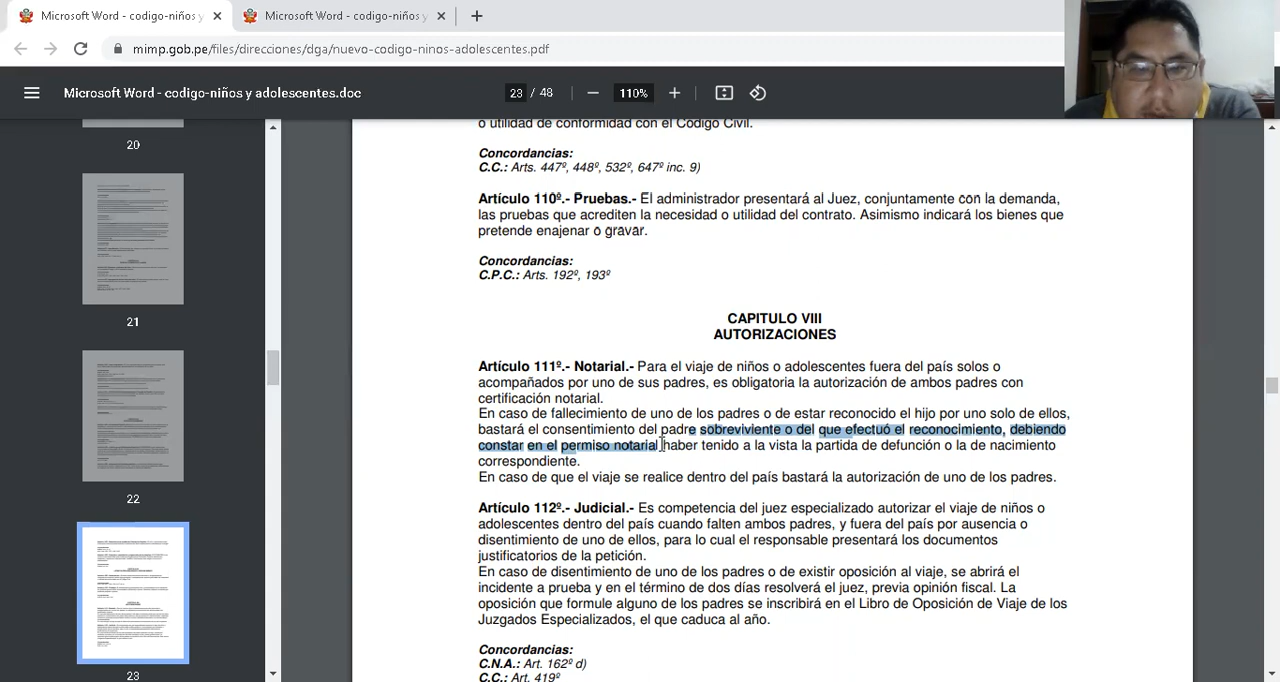 Microsoft Word - codigo-niños y
Microsoft Word - codigo-niños y
mimp.gob.pe/files/direcciones/dga/nuevo-codigo-ninos-adolescentes.pdf
Microsoft Word - codigo-niños y adolescentes.doc
23 / 48
110%
20
21
22
23
o utilidad de conformidad con el Código Civil.
Concordancias:
C.C.: Arts. 447º, 448º, 532º, 647º inc. 9)
Artículo 110º.- Pruebas.- El administrador presentará al Juez, conjuntamente con la demanda,
las pruebas que acrediten la necesidad o utilidad del contrato. Asimismo indicará los bienes que
pretende enajenar o gravar.
Concordancias:
C.P.C.: Arts. 192º, 193º
CAPITULO VIII
AUTORIZACIONES
Artículo 111º.- Notarial.- Para el viaje de niños o adolescentes fuera del país solos o
acompañados por uno de sus padres, es obligatoria la autorización de ambos padres con
certificación notarial.
En caso de fallecimiento de uno de los padres o de estar reconocido el hijo por uno solo de ellos,
bastará el consentimiento del padre sobreviviente o del que efectuó el reconocimiento, debiendo
constar en el permiso notarial haber tenido a la vista la partida de defunción o la de nacimiento
correspondiente.
En caso de que el viaje se realice dentro del país bastará la autorización de uno de los padres.
Artículo 112º.- Judicial.- Es competencia del juez especializado autorizar el viaje de niños o
adolescentes dentro del país cuando falten ambos padres, y fuera del país por ausencia o
disentimiento de uno de ellos, para lo cual el responsable presentará los documentos
justificatorios de la petición.
En caso de disentimiento de uno de los padres o de ser oposición al viaje, se abrirá el
incidente a prueba y en el término de dos días resolverá el juez, previa opinión fiscal. La
oposición que formule alguno de los padres se inscribirá en el Libro de Oposición de Viaje de los
Juzgados Especializados, el que caduca al año.
Concordancias:
C.N.A.: Art. 162º d)
C.C.: Art. 419º